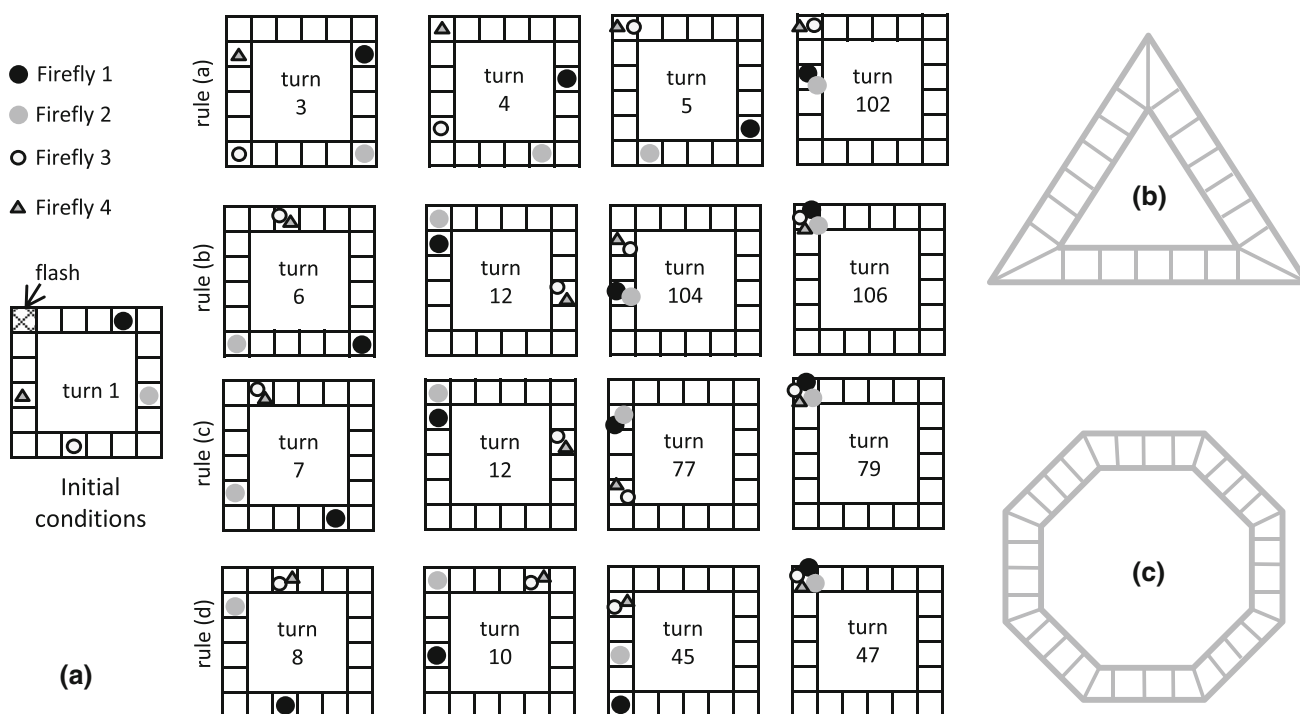 Firefly 1
Firefly 2
Firefly 3
Firefly 4
flash
turn 1
Initial
conditions
(a)
rule (a)
turn
3
turn
4
turn
5
turn
102
rule (b)
turn
6
turn
12
turn
104
turn
106
rule (c)
turn
7
turn
12
turn
77
turn
79
rule (d)
turn
8
turn
10
turn
45
turn
47
(b)
(c)